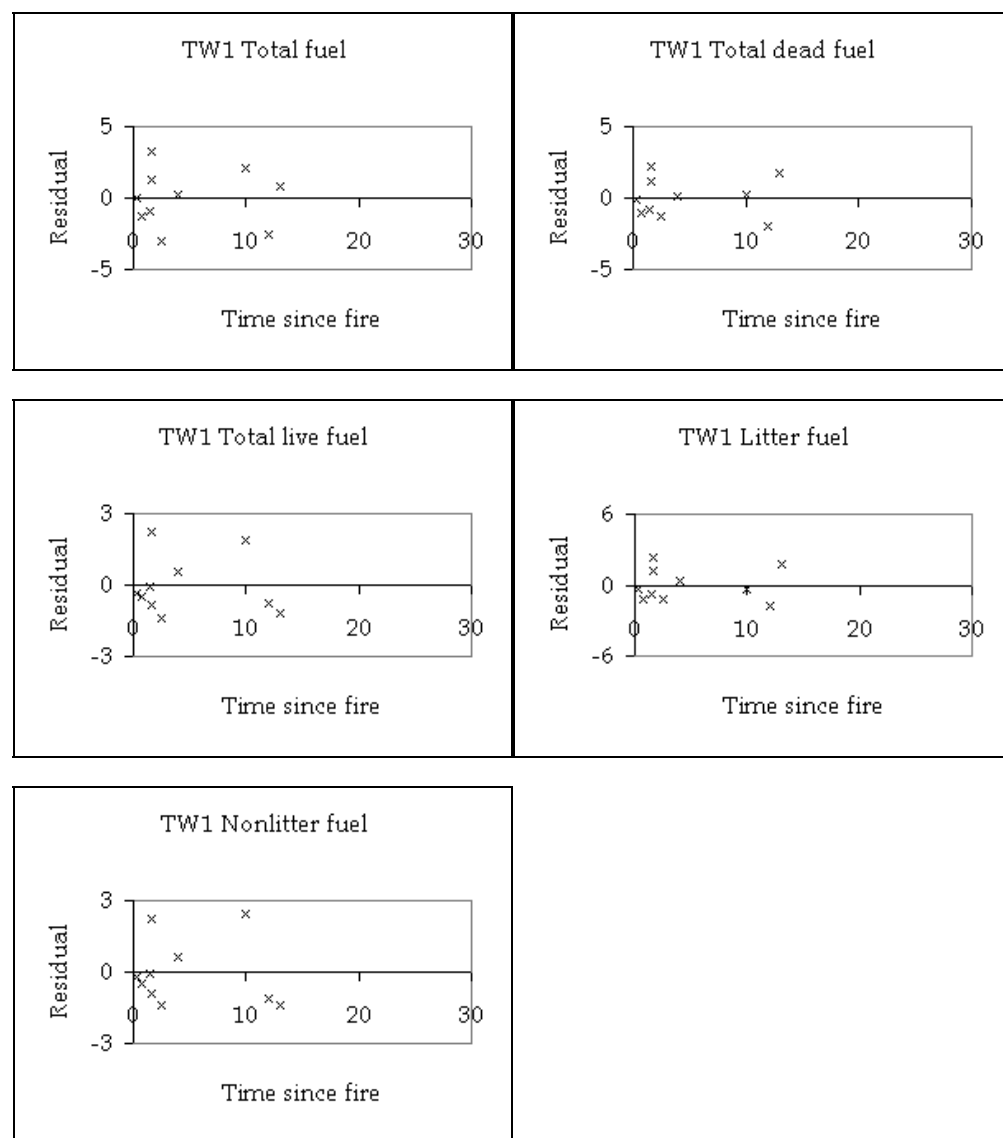 TW1 Total fuel
5
0
-5
Residual
0 10 20 30
Time since fire
TW1 Total dead fuel
5
0
-5
Residual
0 10 20 30
Time since fire
TW1 Total live fuel
3
0
-3
Residual
0 10 20 30
Time since fire
TW1 Litter fuel
6
0
-6
Residual
0 10 20 30
Time since fire
TW1 Nonlitter fuel
3
0
-3
Residual
0 10 20 30
Time since fire